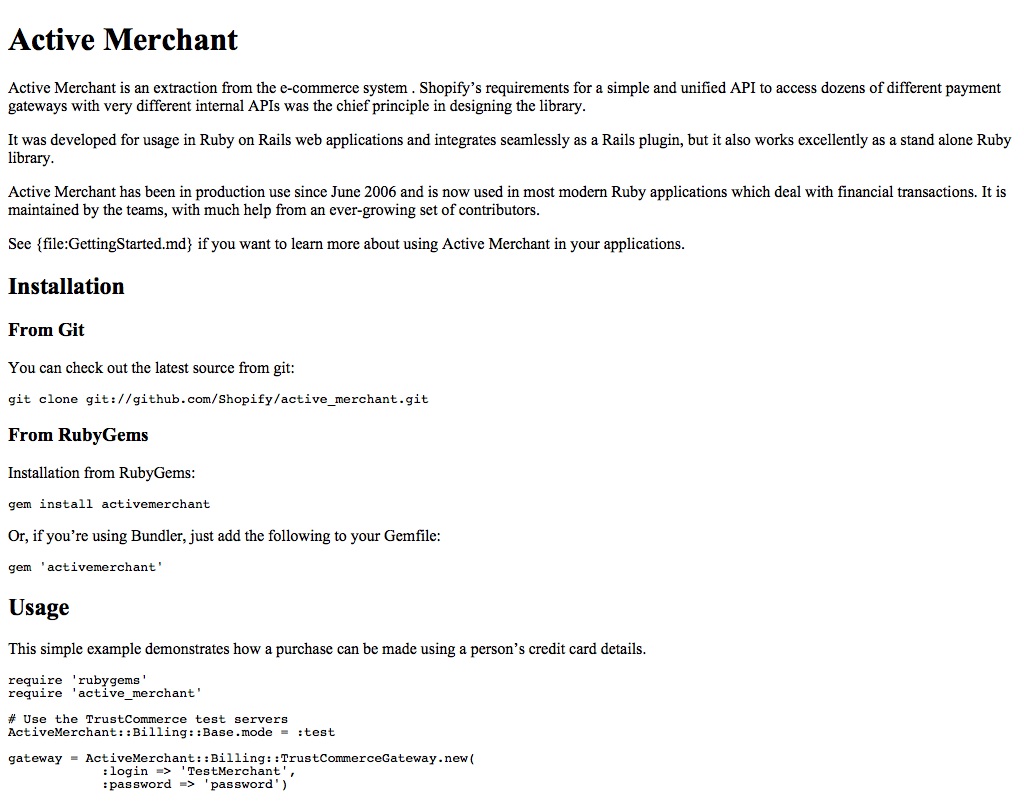 Active Merchant
Active Merchant is an extraction from the e-commerce system . Shopify’s requirements for a simple and unified API to access dozens of different payment
gateways with very different internal APIs was the chief principle in designing the library.
It was developed for usage in Ruby on Rails web applications and integrates seamlessly as a Rails plugin, but it also works excellently as a stand alone Ruby
library.
Active Merchant has been in production use since June 2006 and is now used in most modern Ruby applications which deal with financial transactions. It is
maintained by the teams, with much help from an ever-growing set of contributors.
See {file:GettingStarted.md} if you want to learn more about using Active Merchant in your applications.
Installation
From Git
You can check out the latest source from git:
git clone git://github.com/Shopify/active_merchant.git
From RubyGems
Installation from RubyGems:
gem install activemerchant
Or, if you’re using Bundler, just add the following to your Gemfile:
gem 'activemerchant'
Usage
This simple example demonstrates how a purchase can be made using a person’s credit card details.
require 'rubygems'
require 'active_merchant'
# Use the TrustCommerce test servers
ActiveMerchant::Billing::Base.mode = :test
gateway = ActiveMerchant::Billing::TrustCommerceGateway.new(
            :login => 'TestMerchant',
            :password => 'password')